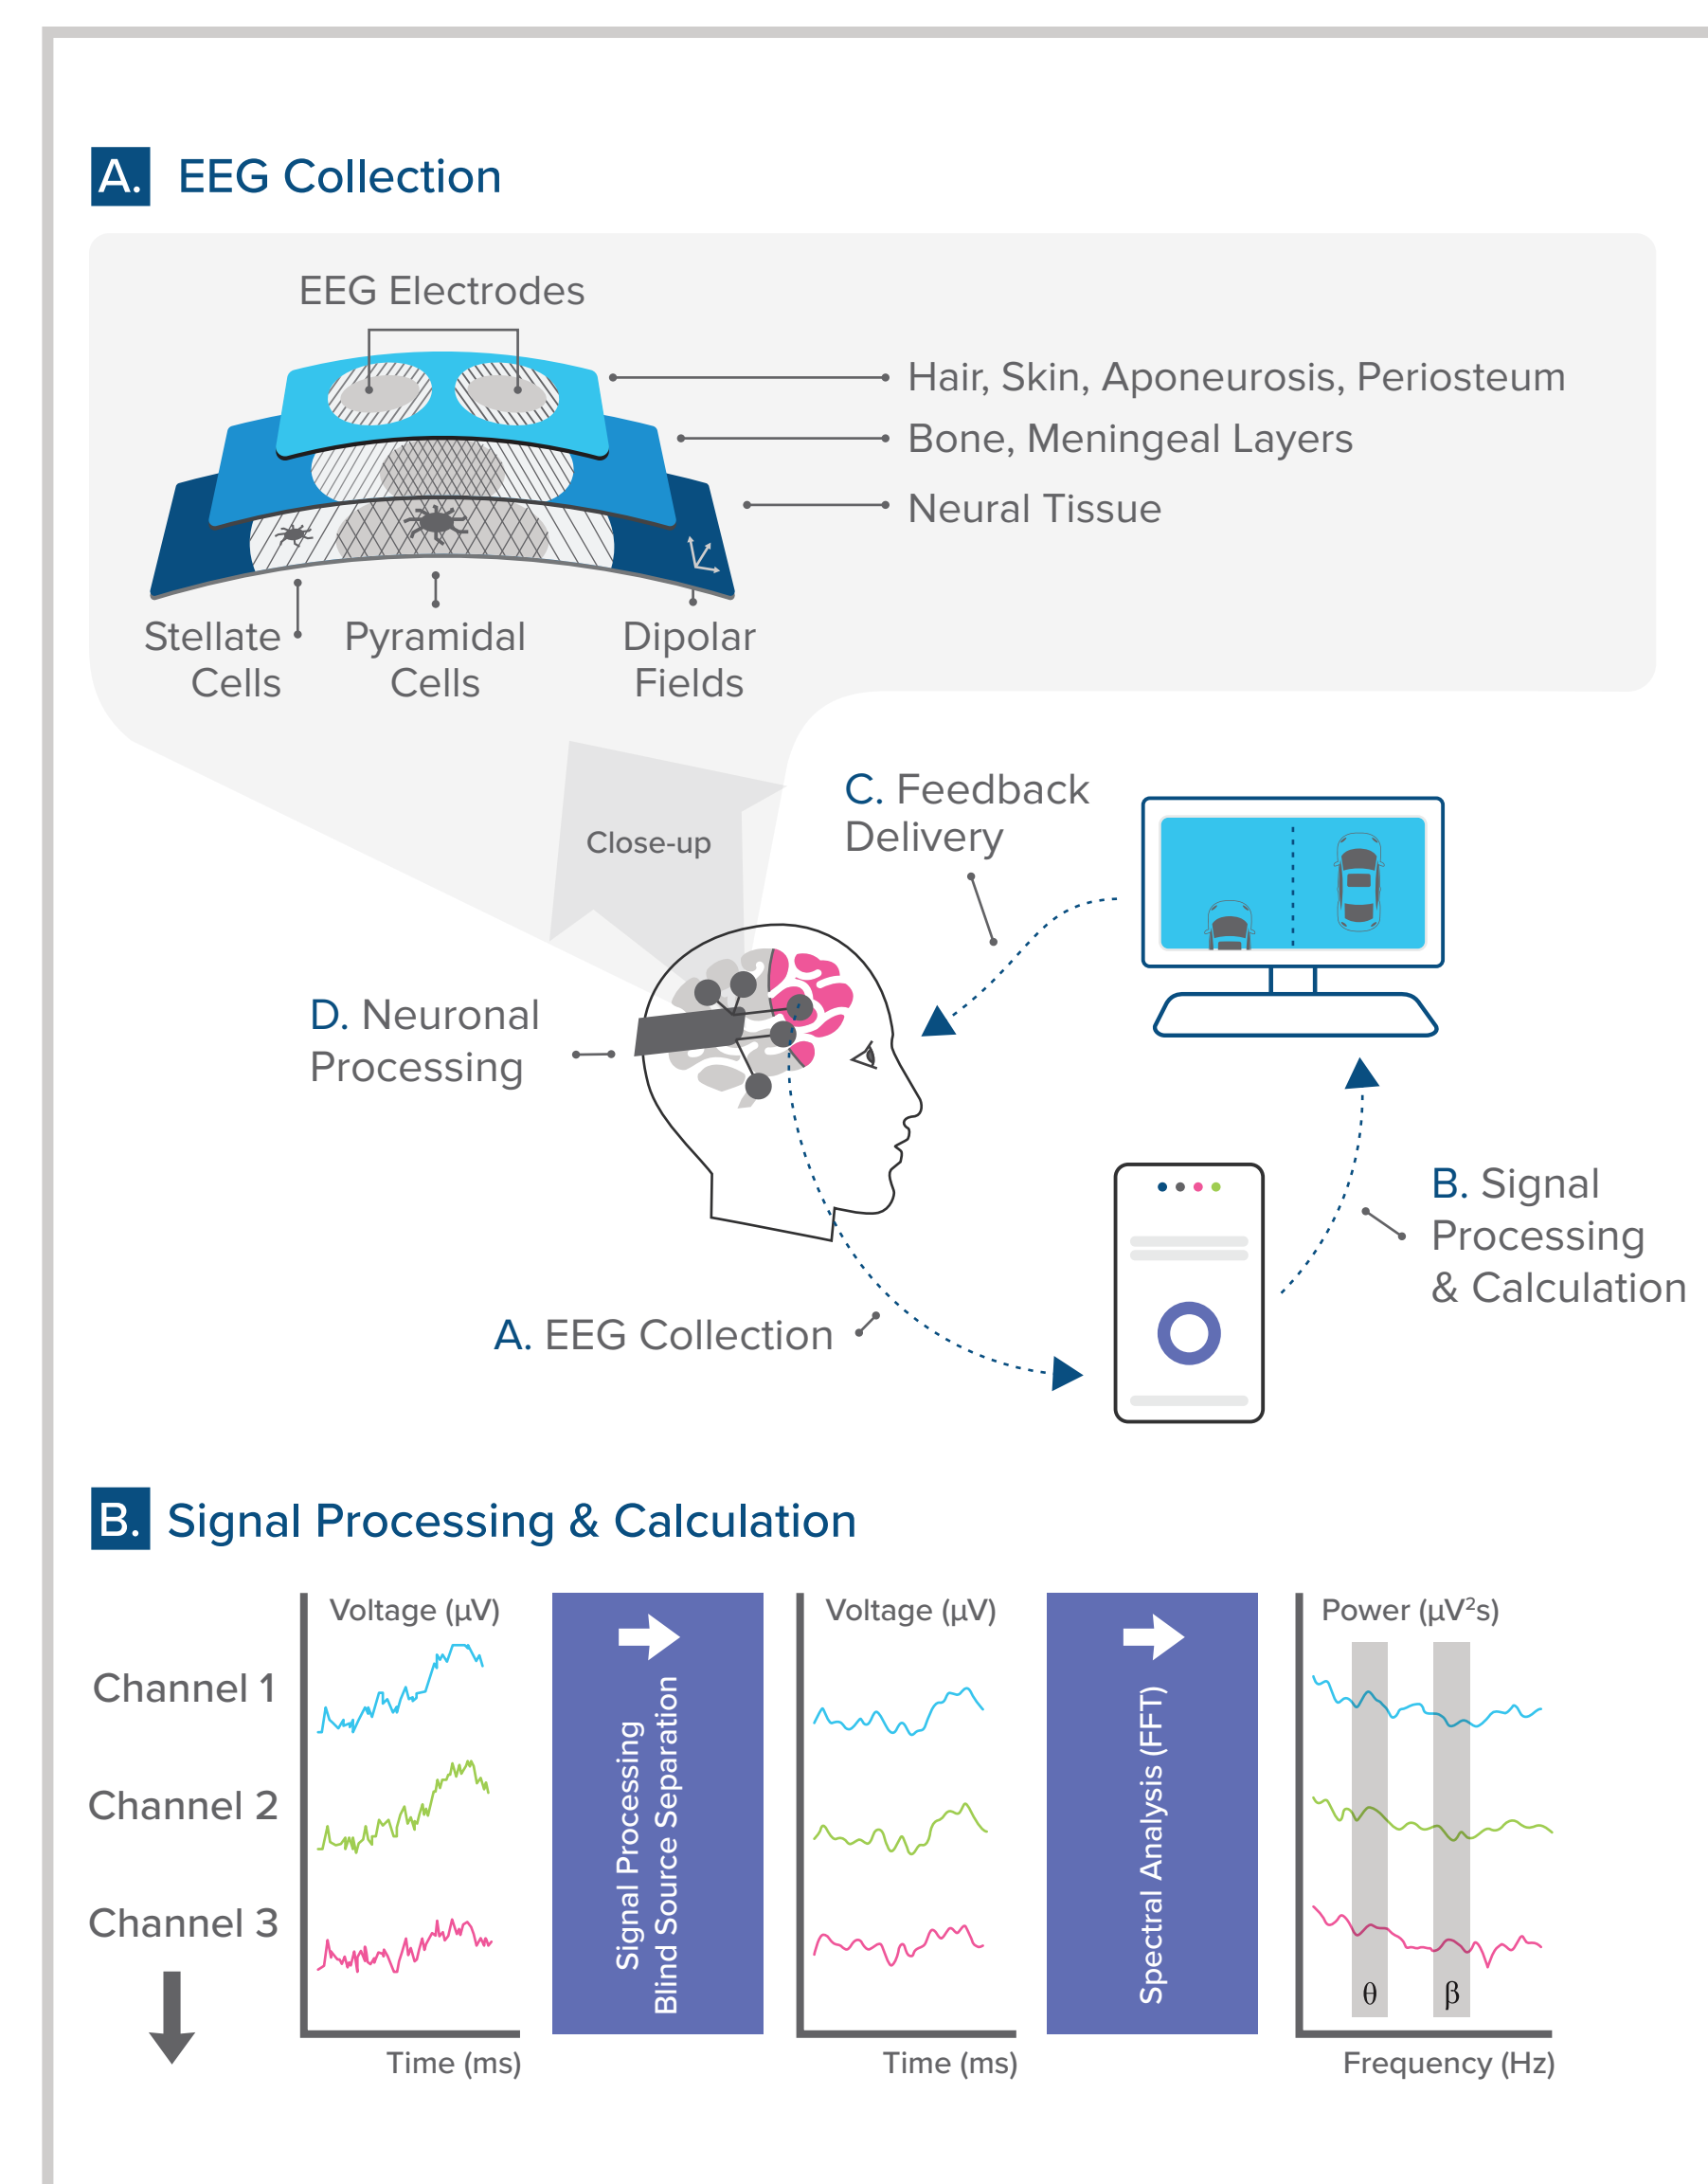 A. EEG Collection
EEG Electrodes
Hair, Skin, Aponeurosis, Periosteum
Bone, Meningeal Layers
Neural Tissue
Stellate
Cells
Pyramidal
Cells
Dipolar
Fields
Close-up
C. Feedback
Delivery
D. Neuronal
Processing
B. Signal
Processing
& Calculation
A. EEG Collection
B. Signal Processing & Calculation
Channel 1
Channel 2
Channel 3
Voltage (μV)
Time (ms)
Signal Processing
Blind Source Separation
Voltage (μV)
Time (ms)
Spectral Analysis (FFT)
Power (μV²s)
θ
β
Frequency (Hz)